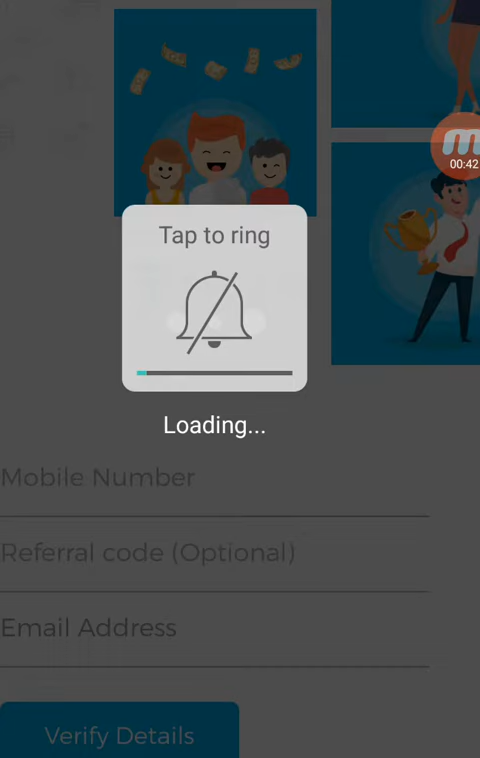 m
00:42
Tap to ring
Loading...
Mobile Number
Referral code (Optional)
Email Address
Verify Details